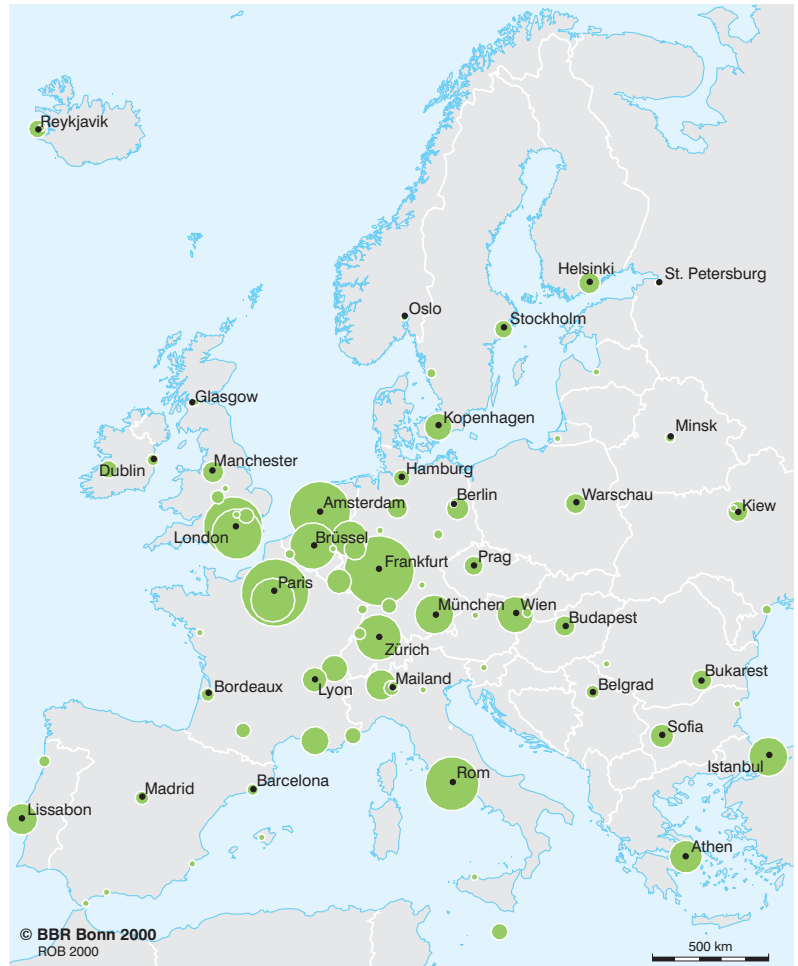 Reykjavik
Helsinki
St. Petersburg
Oslo
Stockholm
Glasgow
Kopenhagen
Minsk
Dublin
Manchester
Hamburg
Amsterdam
Berlin
Warschau
Kiew
London
Brüssel
Frankfurt
Prag
Paris
München
Wien
Budapest
Zürich
Bordeaux
Lyon
Mailand
Belgrad
Bukarest
Sofia
Istanbul
Madrid
Barcelona
Rom
Lissabon
Athen
© BBR Bonn 2000
ROB 2000
500 km